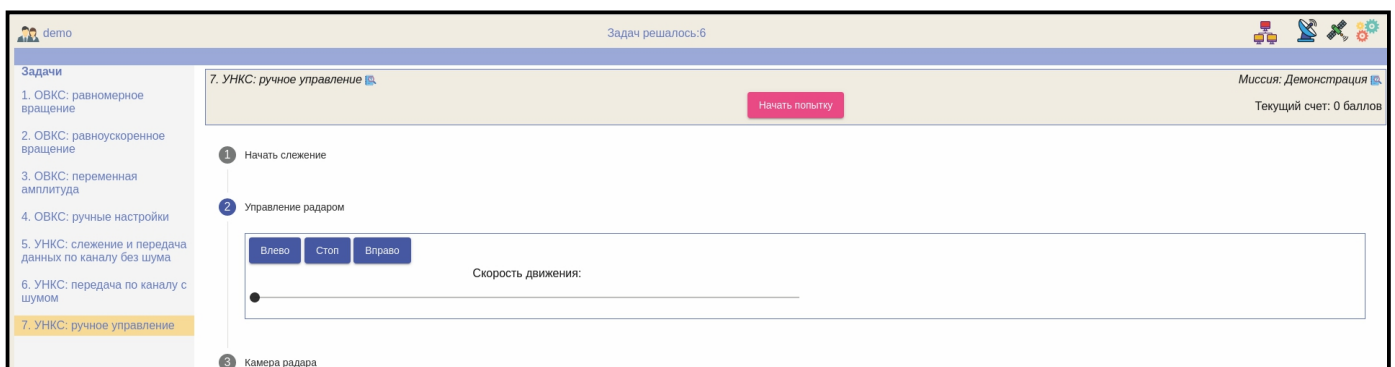 demo
Задач решалось:6
Задачи
1. ОВКС: равномерное
вращение
2. ОВКС: равноускоренное
вращение
3. ОВКС: переменная
амплитуда
4. ОВКС: ручные настройки
5. УНКС: слежение и передача
данных по каналу без шума
6. УНКС: передача по каналу с
шумом
7. УНКС: ручное управление
7. УНКС: ручное управление
Миссия: Демонстрация
Начать попытку
Текущий счет: 0 баллов
1 Начать слежение
2 Управление радаром
Влево Стоп Вправо
Скорость движения:
3 Камера радара